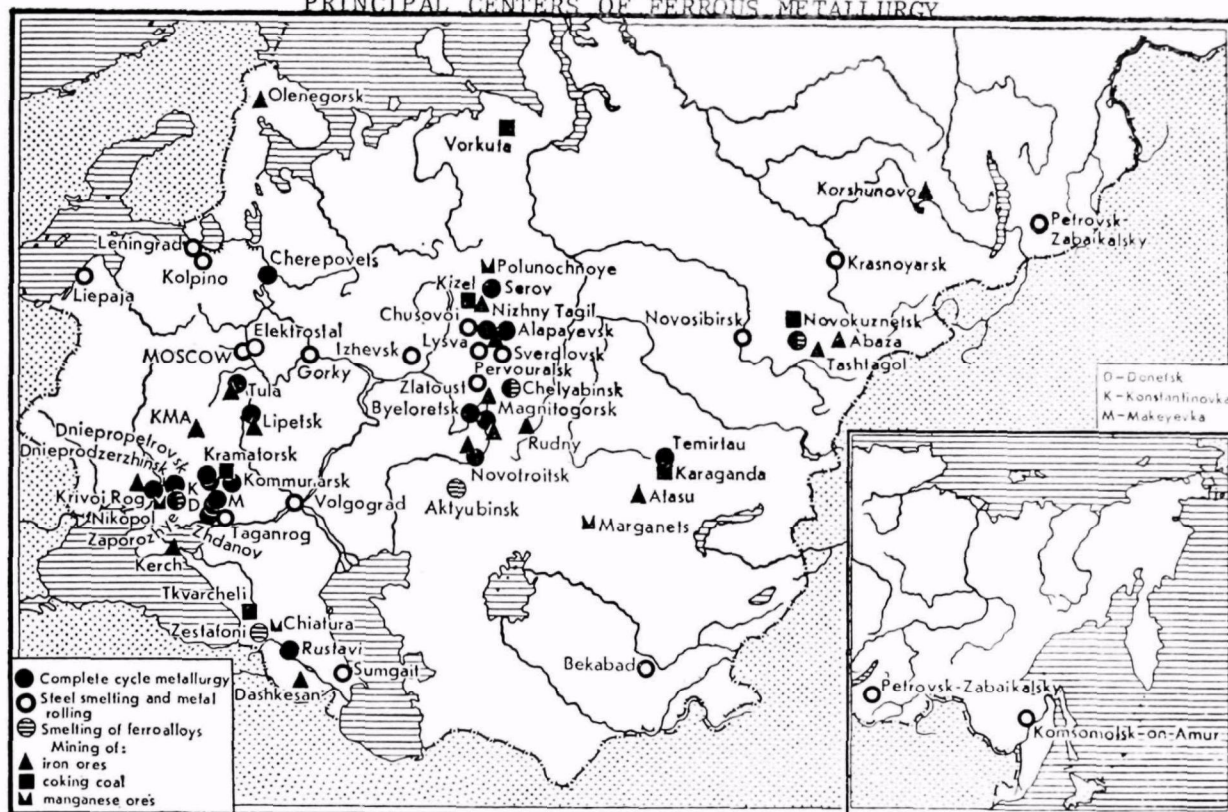 PRINCIPAL CENTERS OF FERROUS METALLURGY
Olenegorsk
Vorkuta
Korshunovo
Petrovsk-
Zabaikalsky
Leningrad
Kolpino
Cherepovels
Liepaja
Krasnoyarsk
Polunochnoye
Kizel
Serov
Nizhny Tagil
Chusovoi
Alapayevsk
Lysva
Sverdlovsk
Pervouralsk
Novosibirsk
Novokuznetsk
Abaza
Tashtagol
Elektrostal
MOSCOW
Gorky
Izhevsk
Zlatoust
Chelyabinsk
Tula
Byeloretsk
Magnitogorsk
KMA
Lipetsk
Rudny
Dniepropetrovsk
Dnieprodzerzhinsk
Kramatorsk
Novotroitsk
Temirtau
Karaganda
Krivoi Rog
K
Kommunarsk
D
M
Nikopol
Volgograd
Aktyubinsk
Atasu
Marganets
Zaporozhye
Zhdanov
Taganrog
Kerch
Tkvarcheli
Chiatura
Zestafoni
Rustavi
Sumgait
Dashkesan
Bekabad
D-Donetsk
K-Konstantinovka
M-Makeyevka
Petrovsk-Zabaikalsky
Komsomolsk-on-Amur
Complete cycle metallurgy
Steel smelting and metal
rolling
Smelting of ferroalloys
Mining of:
iron ores
coking coal
manganese ores